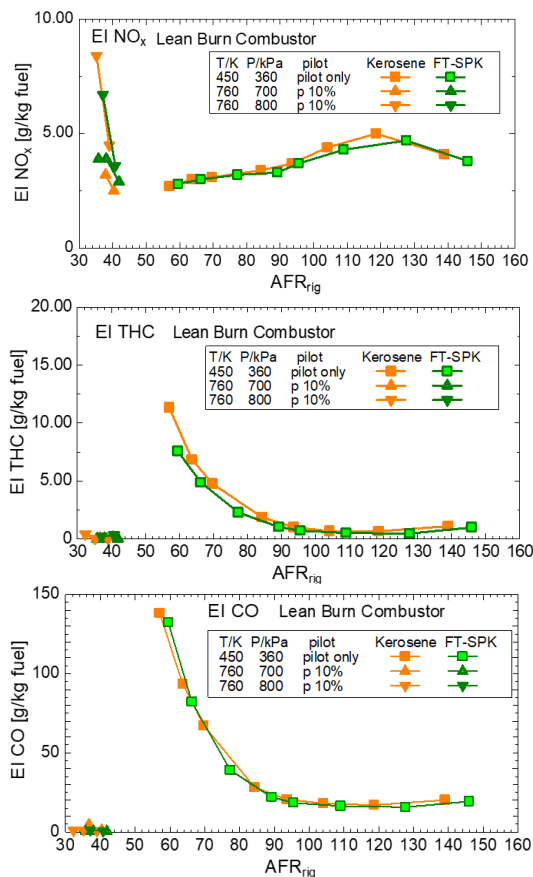 EI NOx Lean Burn Combustor
T/K P/kPa pilot Kerosene FT-SPK
450 360 pilot only
760 700 p 10%
760 800 p 10%
EI NOx [g/kg fuel]
10
5.00
0
30 40 50 60 70 80 90 100 110 120 130 140 150 160
AFRrig
EI THC Lean Burn Combustor
T/K P/kPa pilot Kerosene FT-SPK
450 360 pilot only
760 700 p 10%
760 800 p 10%
EI THC [g/kg fuel]
20.00
15.00
10.00
5.00
0
30 40 50 60 70 80 90 100 110 120 130 140 150 160
AFRrig
EI CO Lean Burn Combustor
T/K P/kPa pilot Kerosene FT-SPK
450 360 pilot only
760 700 p 10%
760 800 p 10%
EI CO [g/kg fuel]
150
100
50
0
30 40 50 60 70 80 90 100 110 120 130 140 150 160
AFRrig